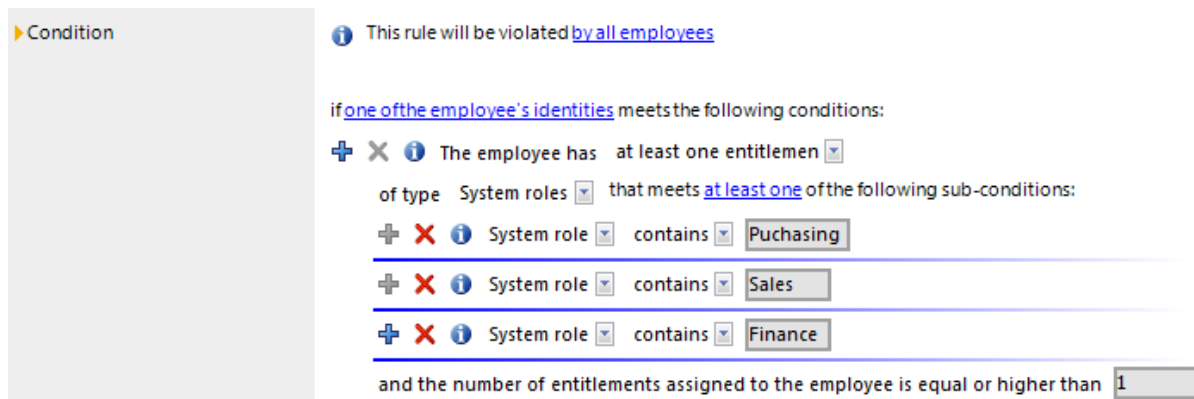 Condition
This rule will be violated by all employees
if one ofthe employee's identities meets the following conditions:
The employee has at least one entitlemen
of type System roles that meets at least one of the following sub-conditions:
System role contains Puchasing
System role contains Sales
System role contains Finance
and the number of entitlements assigned to the employee is equal or higher than 1